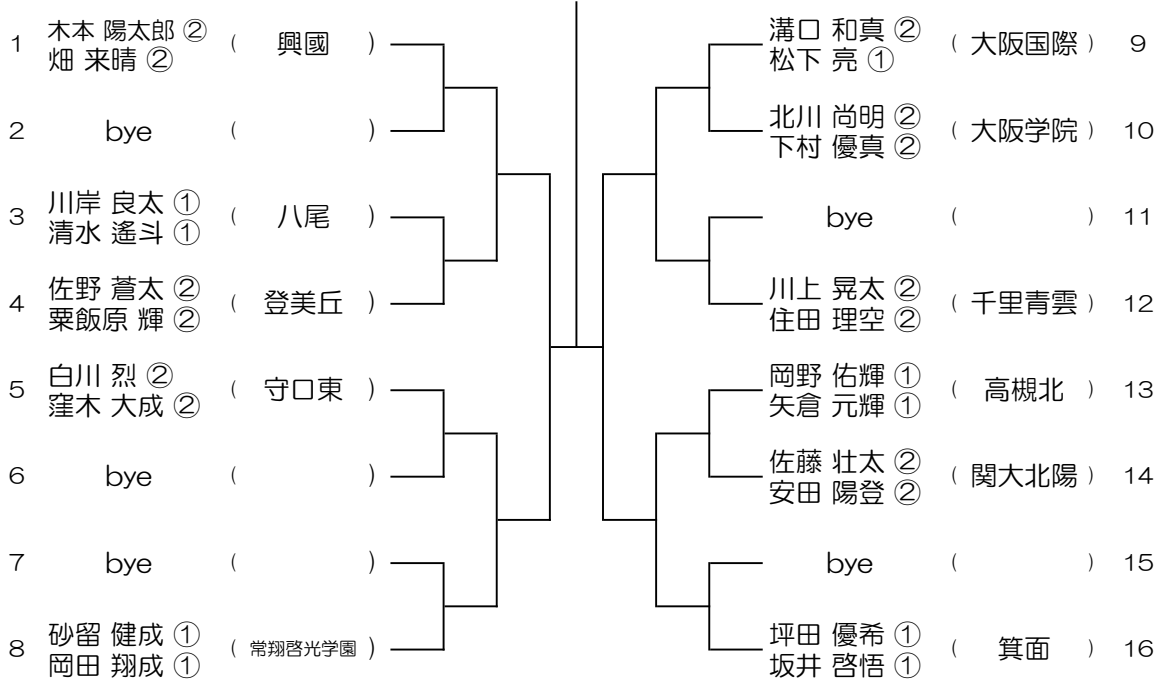 1 木本 陽太郎 ②
畑 来晴 ② ( 興國 )
2 bye ( )
3 川岸 良太 ①
清水 遙斗 ① ( 八尾 )
4 佐野 蒼太 ②
粟飯原 輝 ② ( 登美丘 )
5 白川 烈 ②
窪木 大成 ② ( 守口東 )
6 bye ( )
7 bye ( )
8 砂留 健成 ①
岡田 翔成 ① ( 常翔啓光学園 )
溝口 和真 ②
松下 亮 ① ( 大阪国際 ) 9
北川 尚明 ②
下村 優真 ② ( 大阪学院 ) 10
bye ( ) 11
川上 晃太 ②
住田 理空 ② ( 千里青雲 ) 12
岡野 佑輝 ①
矢倉 元輝 ① ( 高槻北 ) 13
佐藤 壮太 ②
安田 陽登 ② ( 関大北陽 ) 14
bye ( ) 15
坪田 優希 ①
坂井 啓悟 ① ( 箕面 ) 16